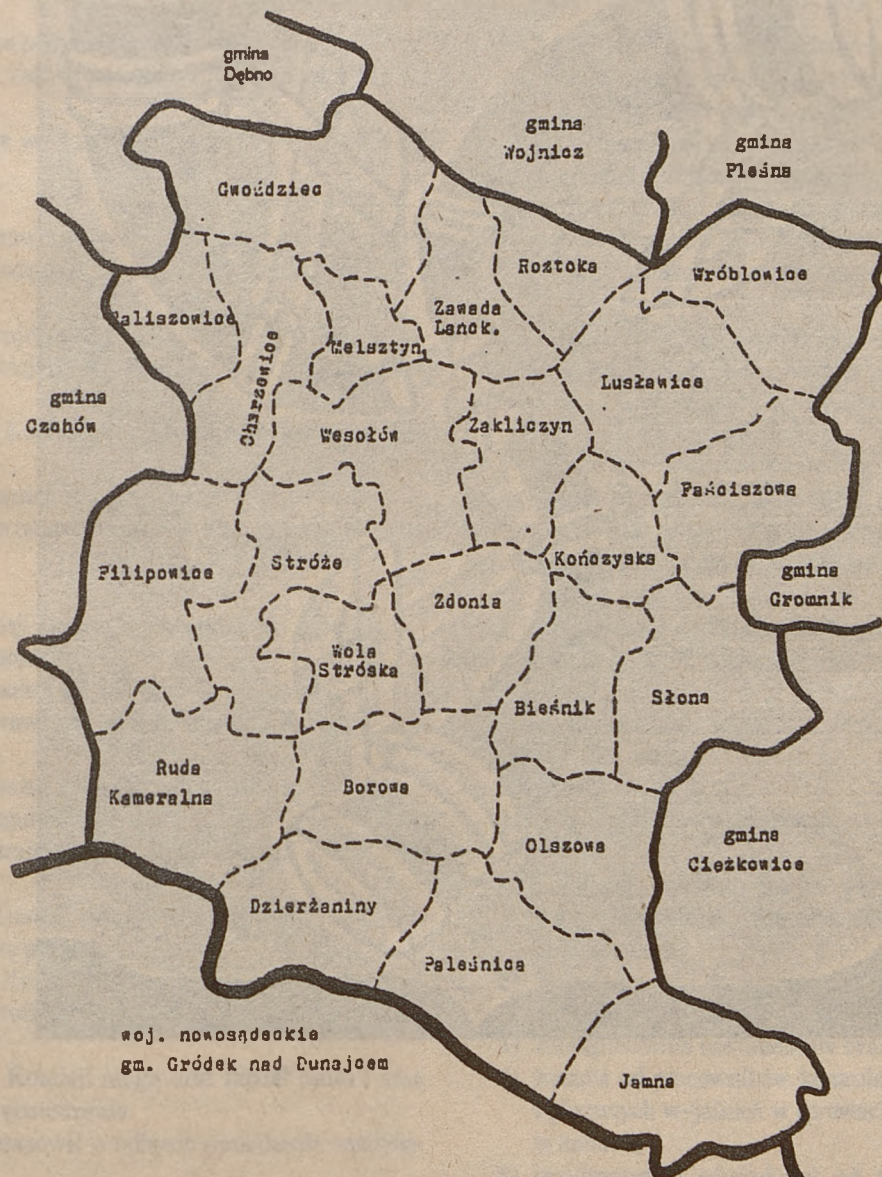 gmina
Dębno
gmina
Wojnicz
gmina
Pleśna
Gwoździec
Roztoka
Wróblowice
Faliszowice
Zawada
Lanck.
Melsztyn
Charzowice
Lusławice
gmina
Czchów
Wesołów
Zakliczyn
Faściszowa
Filipowice
Stróże
Kończyska
gmina
Gromnik
Zdonia
Wola
Stróska
Bieśnik
Słona
Ruda
Kameralna
Borowa
Olszowa
gmina
Ciężkowice
Dzierżaniny
Paleśnica
woj. nowosądeckie
gm. Gródek nad Dunajcem
Jamna